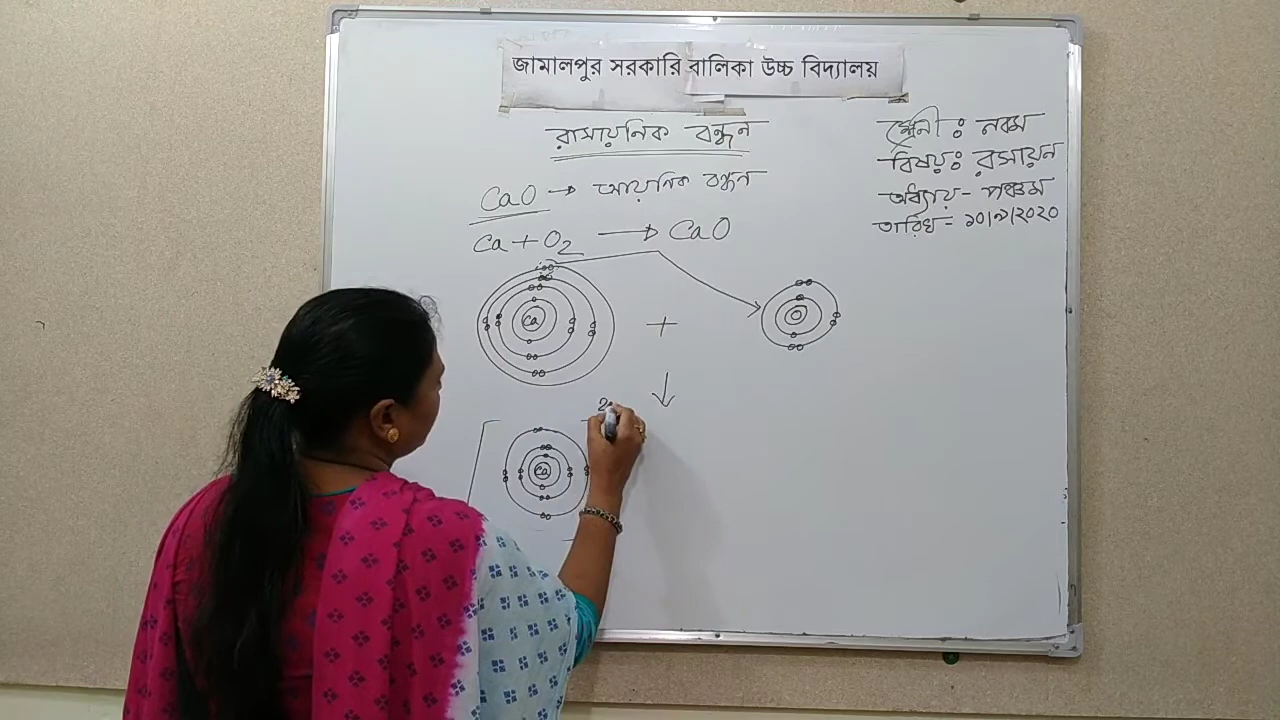 জামালপুর সরকারি বালিকা উচ্চ বিদ্যালয়
রাসায়নিক বন্ধন
CaO → আয়নিক বন্ধন
Ca + O₂ → CaO
শ্রেনী ঃ নবম
বিষয় ঃ রসায়ন
অধ্যায় - পঞ্চম
তারিখ - ১০/৯/২০২০
Ca
+
O
↓
Ca
2